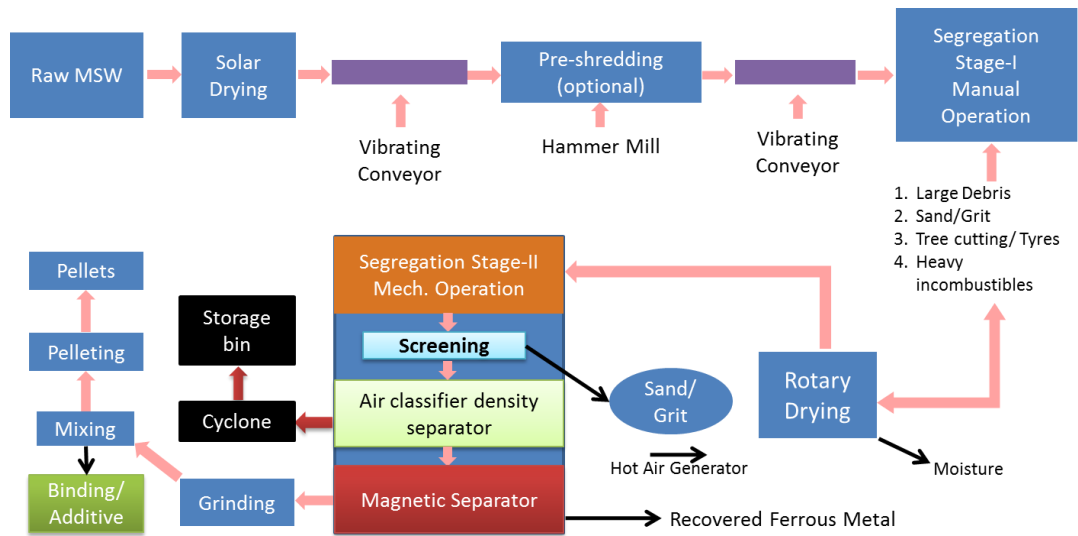 Raw MSW
Solar
Drying
Pre-shredding
(optional)
Segregation
Stage-I
Manual
Operation
Vibrating
Conveyor
Hammer Mill
Vibrating
Conveyor
1. Large Debris
2. Sand/Grit
3. Tree cutting/ Tyres
4. Heavy
incombustibles
Pellets
Pelleting
Mixing
Binding/
Additive
Storage
bin
Cyclone
Grinding
Segregation Stage-II
Mech. Operation
Screening
Air classifier density
separator
Magnetic Separator
Sand/
Grit
Hot Air Generator
Rotary
Drying
Moisture
Recovered Ferrous Metal